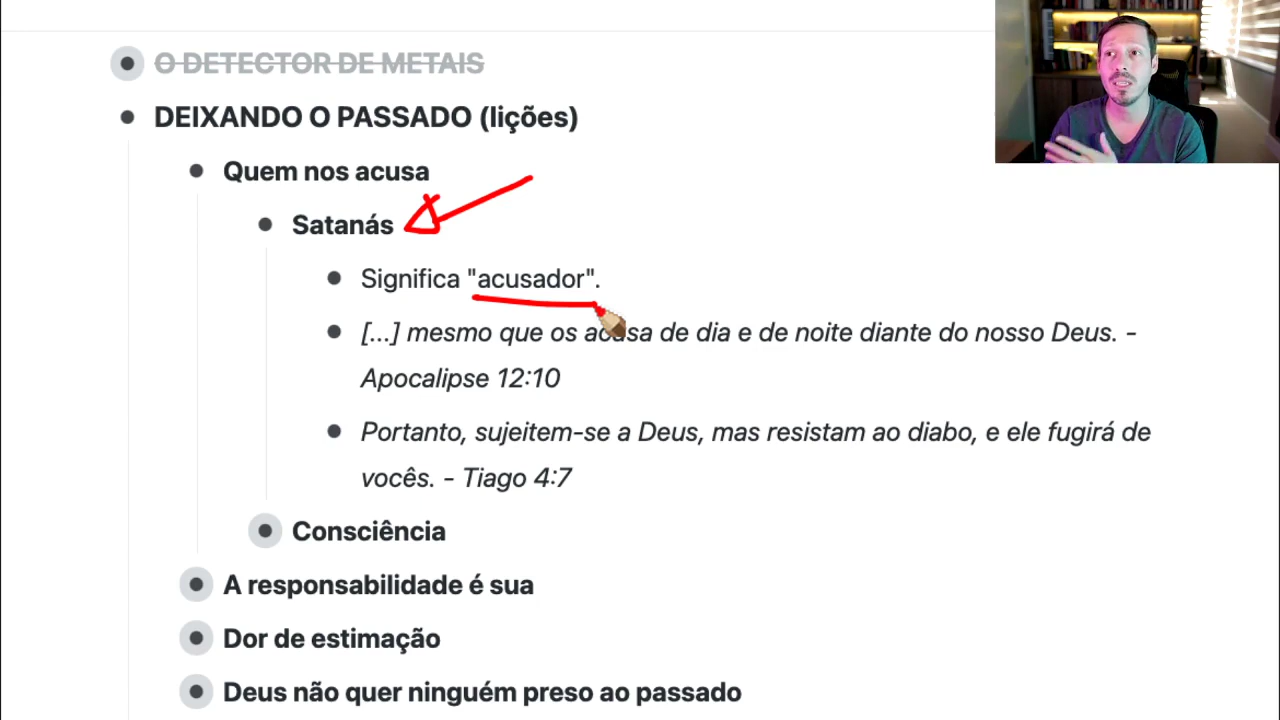 O DETECTOR DE METAIS
DEIXANDO O PASSADO (lições)
Quem nos acusa
Satanás
Significa "acusador".
[...] mesmo que os acusa de dia e de noite diante do nosso Deus. -
Apocalipse 12:10
Portanto, sujeitem-se a Deus, mas resistam ao diabo, e ele fugirá de
vocês. - Tiago 4:7
Consciência
A responsabilidade é sua
Dor de estimação
Deus não quer ninguém preso ao passado